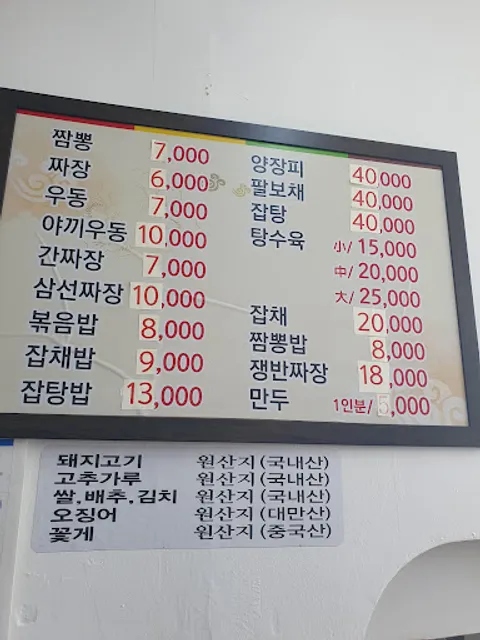 짬뽕 7,000
짜장 6,000
우동 7,000
야끼우동 10,000
간짜장 7,000
삼선짜장 10,000
볶음밥 8,000
잡채밥 9,000
잡탕밥 13,000
양장피 40,000
팔보채 40,000
잡탕 40,000
탕수육 小/ 15,000
中/ 20,000
大/ 25,000
잡채 20,000
짬뽕밥 8,000
쟁반짜장 18,000
만두 1인분/ 5,000
돼지고기 원산지 (국내산)
고추가루 원산지 (국내산)
쌀,배추,김치 원산지 (국내산)
오징어 원산지 (대만산)
꽃게 원산지 (중국산)